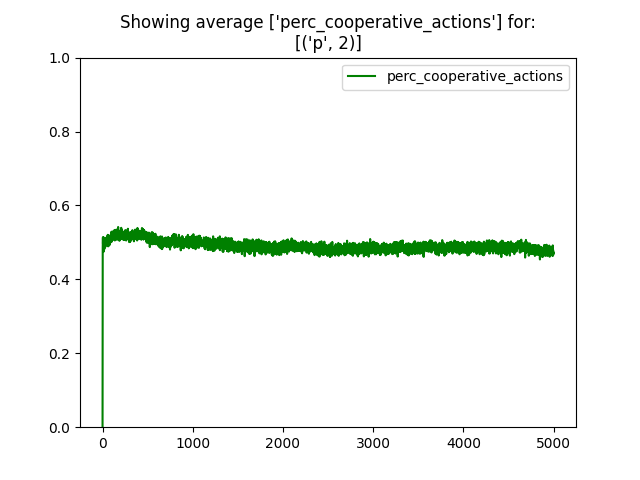 Showing average ['perc_cooperative_actions'] for:
[('p', 2)]
perc_cooperative_actions
1.0
0.8
0.6
0.4
0.2
0.0
0 1000 2000 3000 4000 5000